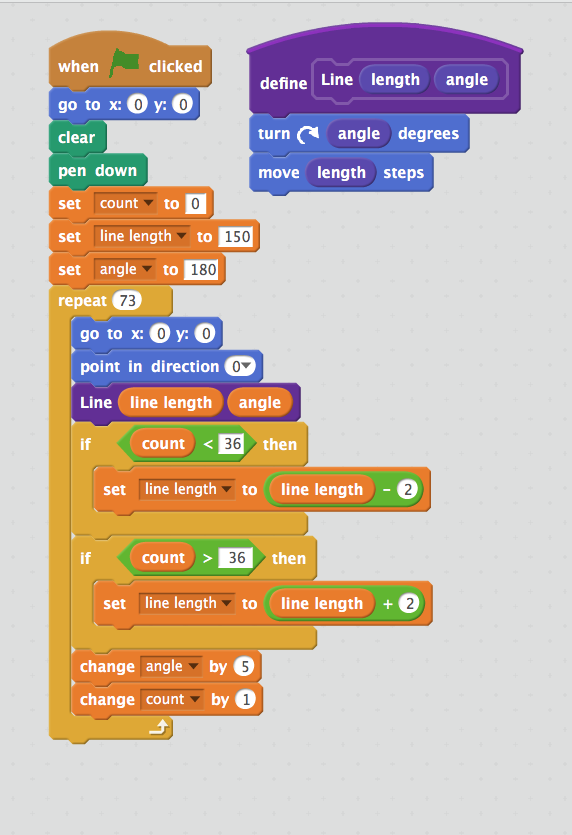 when clicked
go to x: 0 y: 0
clear
pen down
set count to 0
set line length to 150
set angle to 180
repeat 73
go to x: 0 y: 0
point in direction 0
Line line length angle
if count < 36 then
set line length to line length - 2
if count > 36 then
set line length to line length + 2
change angle by 5
change count by 1
define Line length angle
turn angle degrees
move length steps